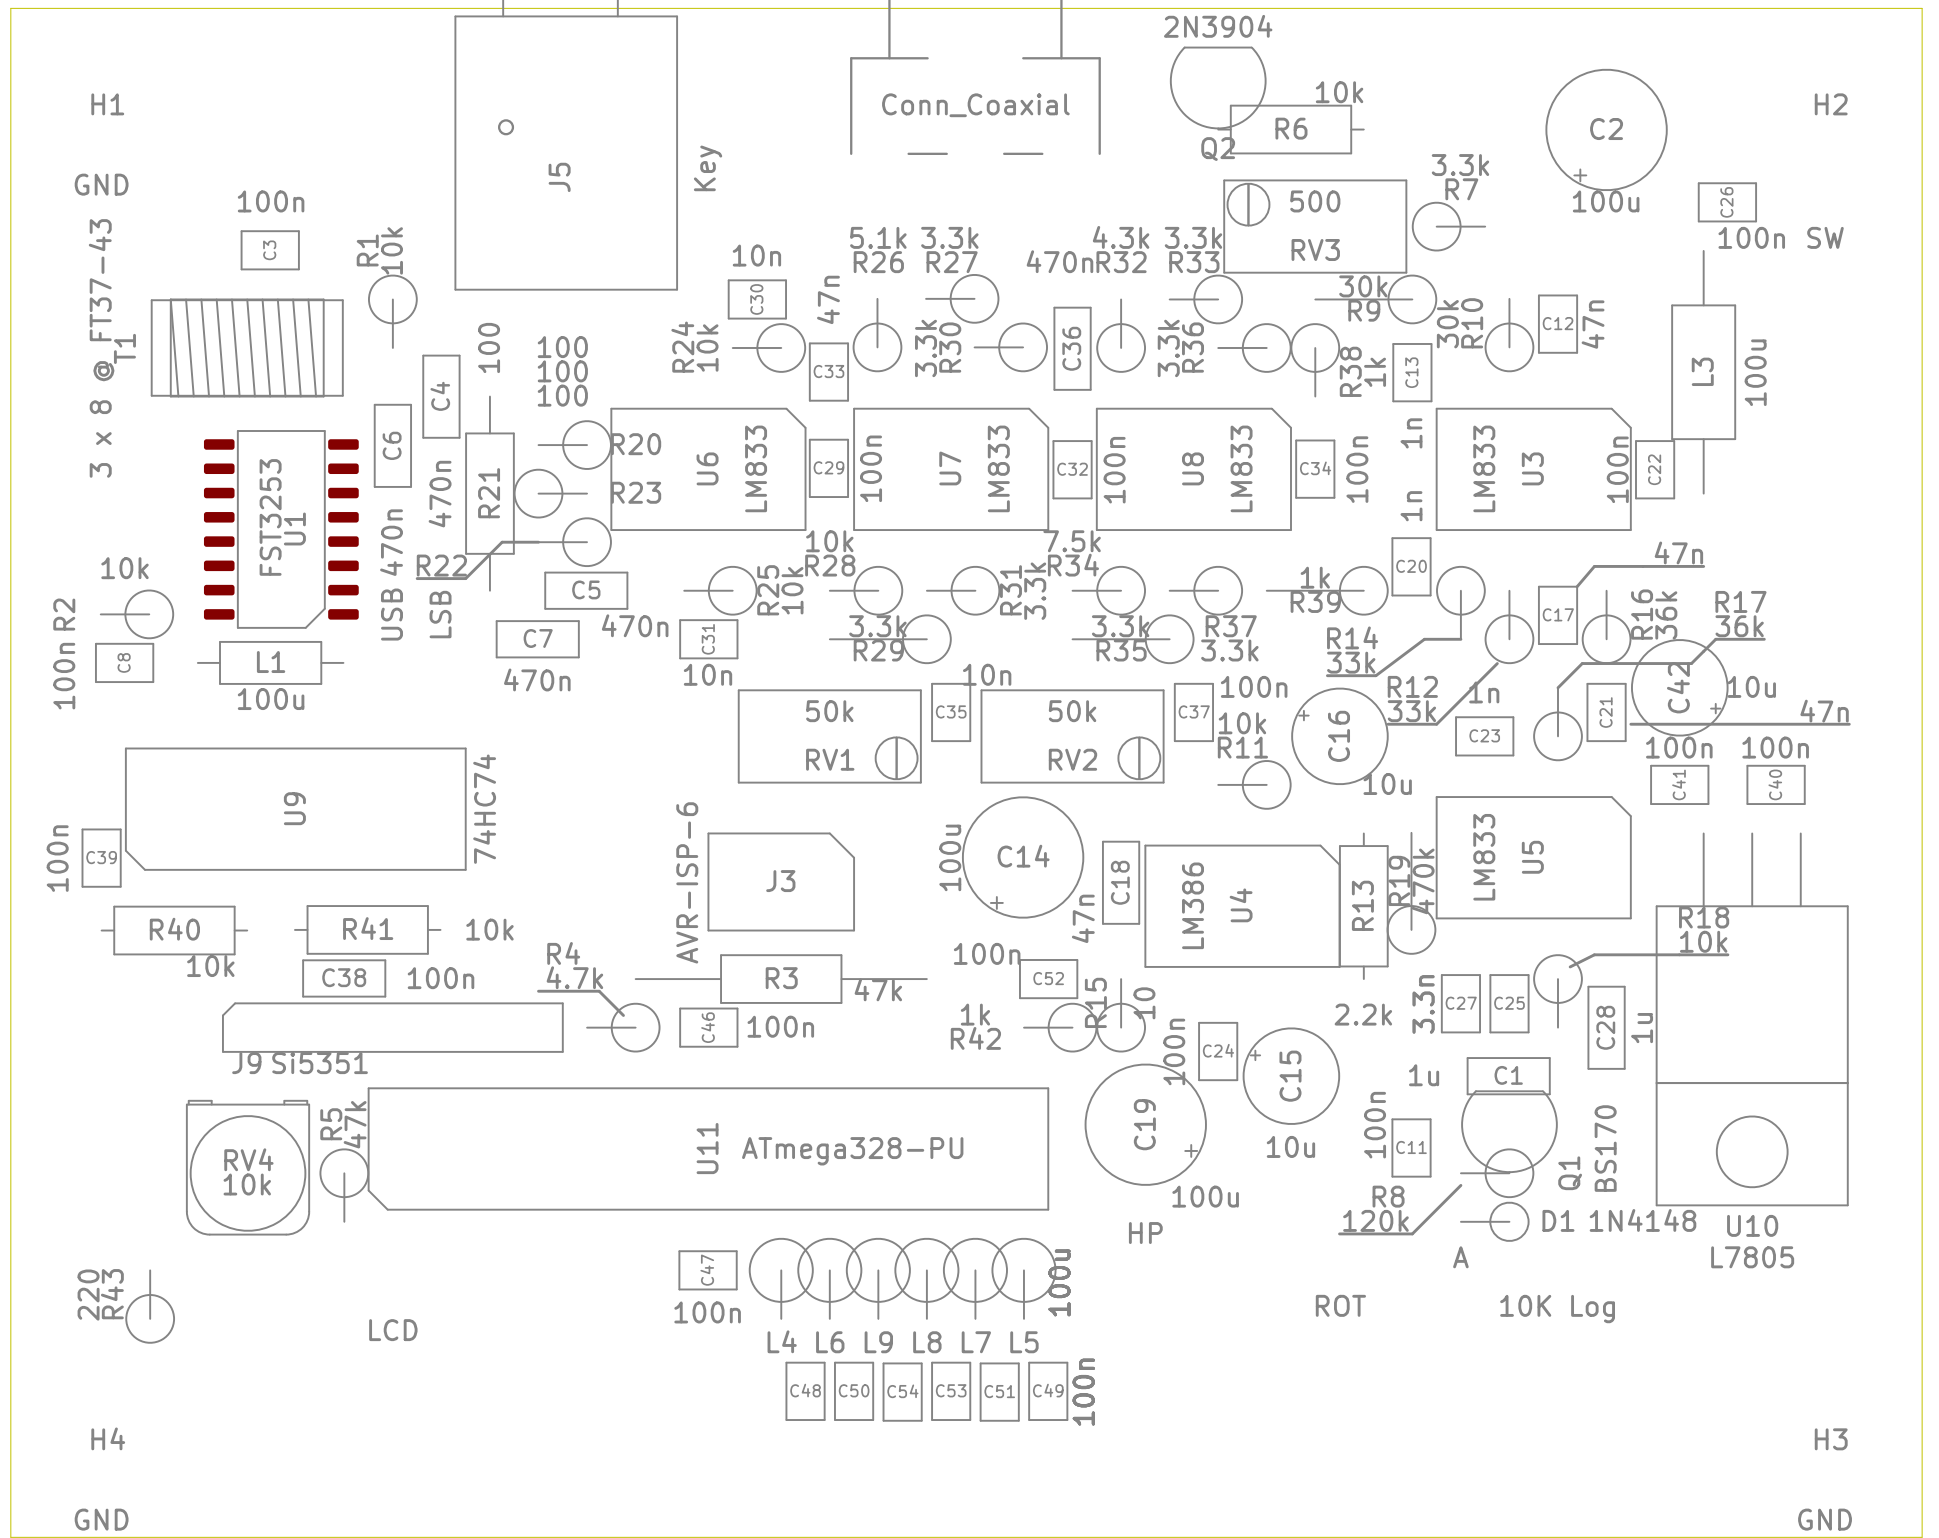 2N3904
H1
Conn_Coaxial
10k
R6
C2
H2
Q2
J5
Key
GND
100n
3.3k
R7
500
RV3
+
100u
C26
100n
SW
C3
R1
10k
3 x 8 @ FT37-43
T1
10n
C30
47n
5.1k
R26
3.3k
R27
470n
4.3k
R32
3.3k
R33
30k
R9
30k
R10
C12
47n
100
100
100
100
R24
10k
C33
3.3k
R30
C36
3.3k
R36
R38
1k
C13
L3
100u
C4
C6
470n
R21
R20
R23
U6
LM833
C29
100n
U7
LM833
C32
100n
U8
LM833
C34
100n
1n
1n
LM833
U3
100n
C22
FST3253
U1
USB
470n
LSB
R22
C5
470n
C7
470n
10k
R2
100n
C8
L1
100u
R25
10k
10k
R28
R31
3.3k
7.5k
R34
C31
10n
3.3k
R29
10n
3.3k
R35
R37
3.3k
1k
R39
C20
C17
47n
R16
36k
R17
36k
R14
33k
R12
33k
1n
C23
C21
C42
+
10u
47n
50k
RV1
C35
50k
RV2
C37
100n
10k
R11
+
C16
10u
100n
C41
100n
C40
U9
74HC74
100n
C39
AVR-ISP-6
J3
100u
C14
+
C18
47n
LM386
U4
R13
R19
470k
LM833
U5
R40
10k
R41
10k
C38
100n
R4
4.7k
R3
47k
100n
C52
R18
10k
J9
Si5351
C46
100n
1k
R42
R15
10
100n
C24
+
C15
10u
2.2k
3.3n
C27
C25
C28
1u
1u
C1
RV4
10k
R5
47k
U11
ATmega328-PU
C19
+
100u
HP
100n
C11
Q1
BS170
R8
120k
D1
1N4148
A
U10
L7805
220
R43
LCD
C47
100n
100u
L4
L6
L9
L8
L7
L5
ROT
10K Log
C48
C50
C54
C53
C51
C49
100n
H4
H3
GND
GND